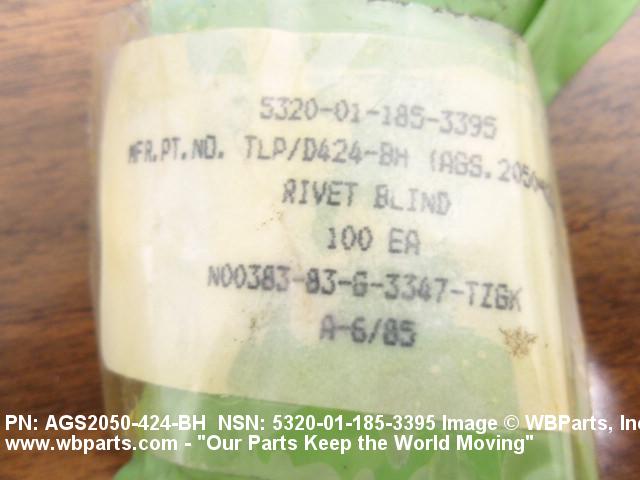 5320-01-185-3395
MFR.PT.NO. TLP/D424-BH (AGS.2050
RIVET BLIND
100 EA
N00383-83-G-3347-TZGK
A-6/85
PN: AGS2050-424-BH NSN: 5320-01-185-3395 Image © WBParts, Inc
www.wbparts.com - "Our Parts Keep the World Moving"